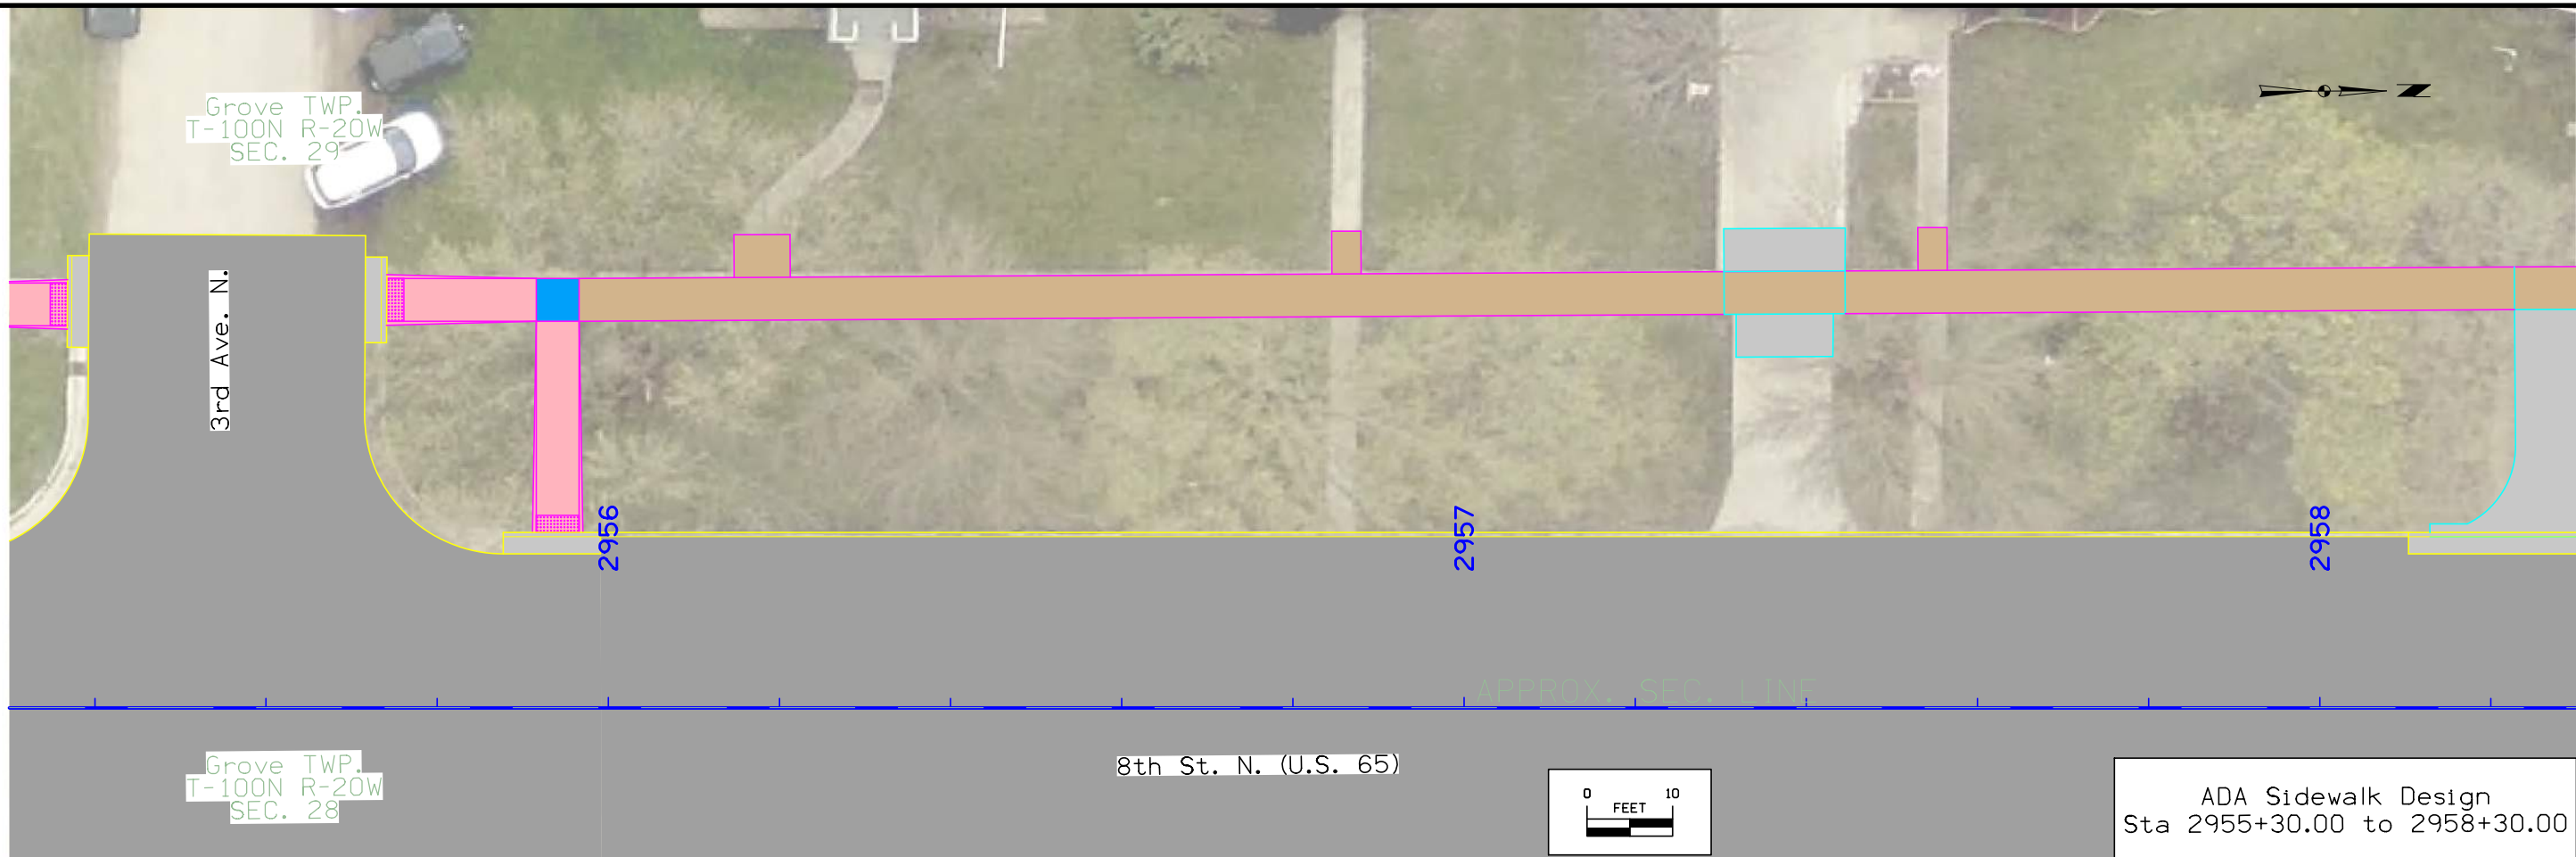 Grove TWP.
T-100N R-20W
SEC. 29
Z
3rd Ave. N.
2956
2957
2958
APPROX. SEC. LINE
Grove TWP.
T-100N R-20W
SEC. 28
8th St. N. (U.S. 65)
0 10
FEET
ADA Sidewalk Design
Sta 2955+30.00 to 2958+30.00